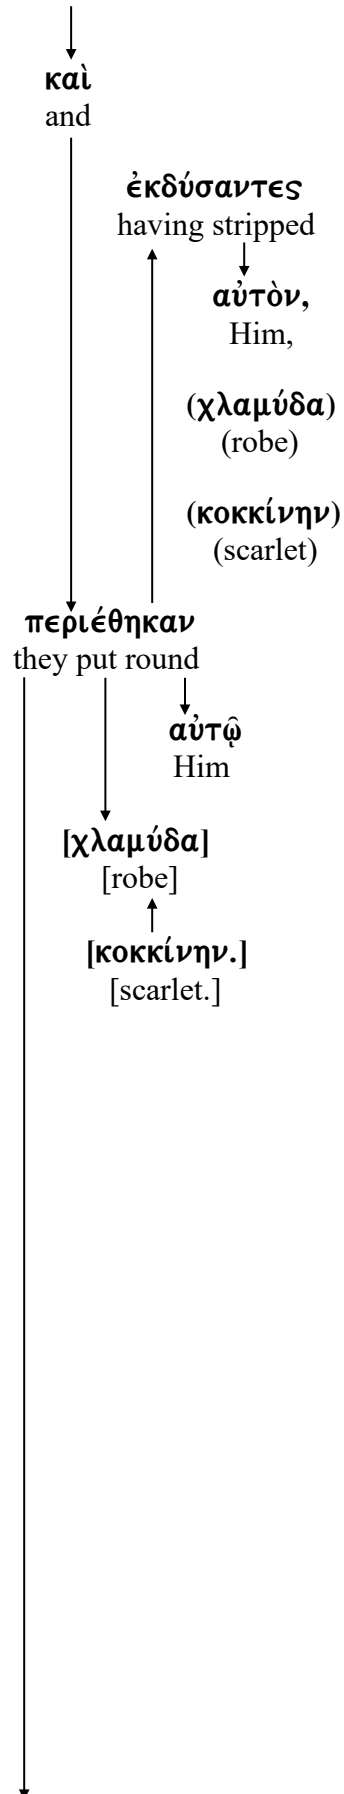 καὶ
and
ἐκδύσαντες
having stripped
αὐτὸν,
Him,
(χλαμύδα)
(robe)
(κοκκίνην)
(scarlet)
περιέθηκαν
they put round
αὐτῷ
Him
[χλαμύδα]
[robe]
[κοκκίνην.]
[scarlet.]